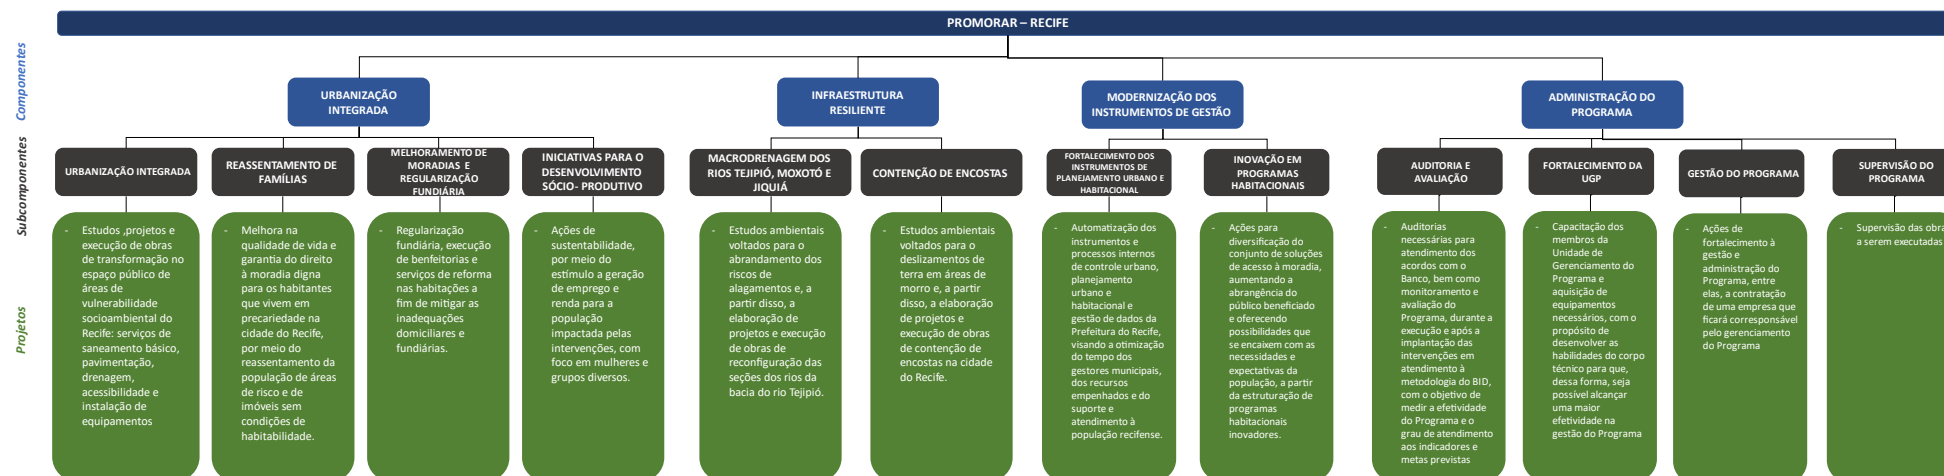 PROMORAR – RECIFE
Componentes
URBANIZAÇÃO
INTEGRADA
INFRAESTRUTURA
RESILIENTE
MODERNIZAÇÃO DOS
INSTRUMENTOS DE GESTÃO
ADMINISTRAÇÃO DO
PROGRAMA
Subcomponentes
URBANIZAÇÃO INTEGRADA
REASSENTAMENTO DE
FAMÍLIAS
MELHORAMENTO DE
MORADIAS E
REGULARIZAÇÃO
FUNDIÁRIA
INICIATIVAS PARA O
DESENVOLVIMENTO
SÓCIO- PRODUTIVO
MACRODRENAGEM DOS
RIOS TEJIPIÓ, MOXOTÓ E
JIQUIÁ
CONTENÇÃO DE ENCOSTAS
FORTALECIMENTO DOS
INSTRUMENTOS DE
PLANEJAMENTO URBANO E
HABITACIONAL
INOVAÇÃO EM
PROGRAMAS
HABITACIONAIS
AUDITORIA E
AVALIAÇÃO
FORTALECIMENTO DA
UGP
GESTÃO DO PROGRAMA
SUPERVISÃO DO
PROGRAMA
Projetos
- Estudos ,projetos e
execução de obras
de transformação no
espaço público de
áreas de
vulnerabilidade
socioambiental do
Recife: serviços de
saneamento básico,
pavimentação,
drenagem,
acessibilidade e
instalação de
equipamentos
- Melhora na
qualidade de vida e
garantia do direito
à moradia digna
para os habitantes
que vivem em
precariedade na
cidade do Recife,
por meio do
reassentamento da
população de áreas
de risco e de
imóveis sem
condições de
habitabilidade.
- Regularização
fundiária, execução
de benfeitorias e
serviços de reforma
nas habitações a
fim de mitigar as
inadequações
domiciliares e
fundiárias.
- Ações de
sustentabilidade,
por meio do
estímulo a geração
de emprego e
renda para a
população
impactada pelas
intervenções, com
foco em mulheres e
grupos diversos.
- Estudos ambientais
voltados para o
abrandamento dos
riscos de
alagamentos e, a
partir disso, a
elaboração de
projetos e execução
de obras de
reconfiguração das
seções dos rios da
bacia do rio Tejipió.
- Estudos ambientais
voltados para o
deslizamentos de
terra em áreas de
morro e, a partir
disso, a elaboração
de projetos e
execução de obras
de contenção de
encostas na cidade
do Recife.
- Automatização dos
instrumentos e
processos internos
de controle urbano,
planejamento
urbano e
habitacional e
gestão de dados da
Prefeitura do Recife,
visando a otimização
do tempo dos
gestores municipais,
dos recursos
empenhados e do
suporte e
atendimento à
população recifense.
- Ações para
diversificação do
conjunto de soluções
de acesso à moradia,
aumentando a
abrangência do
público beneficiado
e oferecendo
possibilidades que
se encaixem com as
necessidades e
expectativas da
população, a partir
da estruturação de
programas
habitacionais
inovadores.
- Auditorias
necessárias para
atendimento dos
acordos com o
Banco, bem como
monitoramento e
avaliação do
Programa, durante a
execução e após a
implantação das
intervenções em
atendimento à
metodologia do BID,
com o objetivo de
medir a efetividade
do Programa e o
grau de atendimento
aos indicadores e
metas previstas
- Capacitação dos
membros da
Unidade de
Gerenciamento do
Programa e
aquisição de
equipamentos
necessários, com o
propósito de
desenvolver as
habilidades do corpo
técnico para que,
dessa forma, seja
possível alcançar
uma maior
efetividade na
gestão do Programa
- Ações de
fortalecimento à
gestão e
administração do
Programa, entre
elas, a contratação
de uma empresa que
ficará corresponsável
pelo gerenciamento
do Programa
- Supervisão das obra
a serem executadas